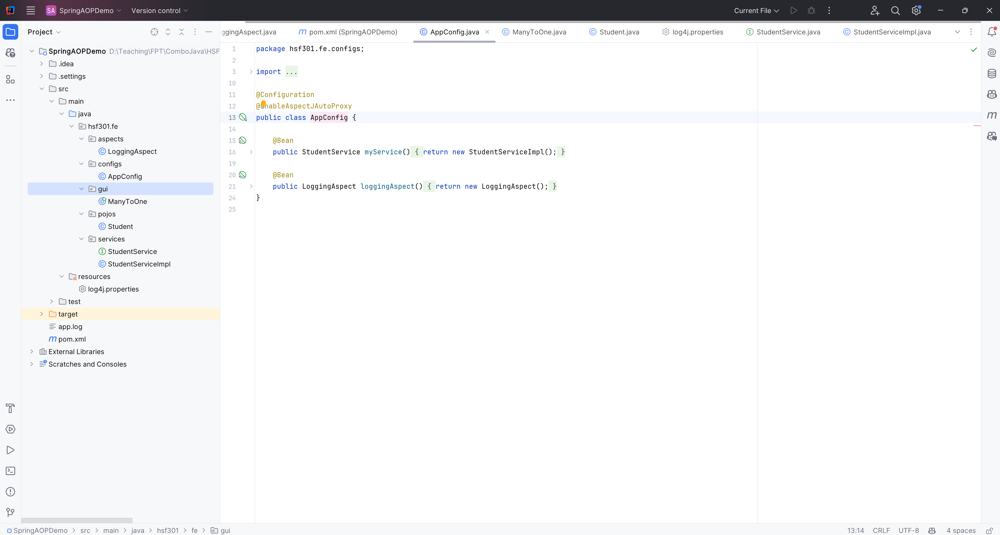 SA SpringAOPDemo Version control Current File
Project
ggingAspect.java pom.xml (SpringAOPDemo) AppConfig.java ManyToOne.java Student.java log4j.properties StudentService.java StudentServiceImpl.java
SpringAOPDemo D:\Teaching\FPT\ComboJava\HSF
.idea
.settings
src
main
java
hsf301.fe
aspects
LoggingAspect
configs
AppConfig
gui
ManyToOne
pojos
Student
services
StudentService
StudentServiceImpl
resources
log4j.properties
test
target
app.log
pom.xml
External Libraries
Scratches and Consoles
1 package hsf301.fe.configs;
2
3 import ...
10
11 @Configuration
12 @EnableAspectJAutoProxy
13 public class AppConfig {
14
15 @Bean
16 public StudentService myService() { return new StudentServiceImpl(); }
19
20 @Bean
21 public LoggingAspect loggingAspect() { return new LoggingAspect(); }
24 }
25
SpringAOPDemo > src > main > java > hsf301 > fe > gui 13:14 CRLF UTF-8 4 spaces